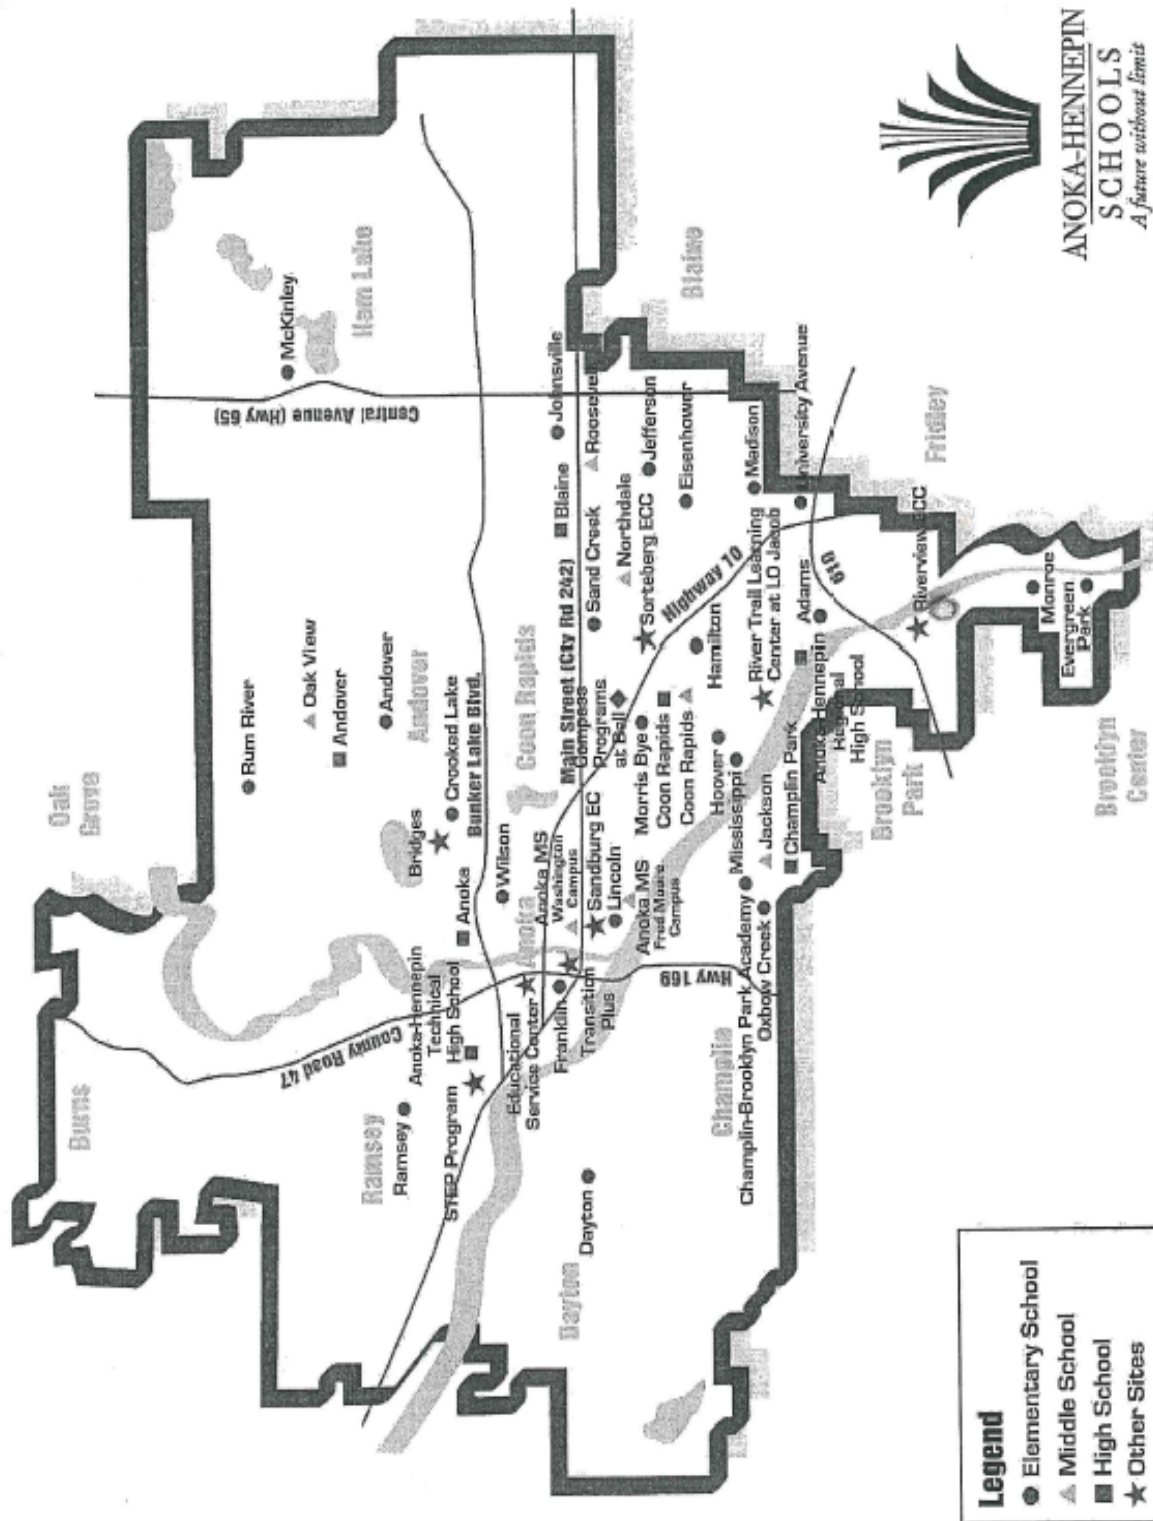 Oak
Grove
Burns
Rum River
Oak View
Andover
Andover
Andover
McKinley
Ham Lake
Central Avenue (Hwy 65)
County Road 47
Ramsey
Ramsey
Anoka-Hennepin
Technical
High School
STEP Program
Bridges
Crooked Lake
Anoka
Bunker Lake Blvd.
Wilson
Coon Rapids
Anoka
Educational
Service Center
Anoka MS
Washington
Campus
Main Street (Cty Rd 242)
Compass
Programs
at Bell
Blaine
Johnsville
Roosevelt
Sand Creek
Northdale
Jefferson
Sorteberg ECC
Eisenhower
Blaine
Franklin
Transition
Plus
Sandburg EC
Lincoln
Anoka MS
Fred Moore
Campus
Morris Bye
Coon Rapids
Coon Rapids
Highway 10
Hamilton
Hoover
Mississippi
River Trail Learning
Center at LO Jacob
Madison
University Avenue
Adams
610
Dayton
Dayton
Hwy 169
Champlin
Champlin-Brooklyn Park Academy
Oxbow Creek
Jackson
Champlin Park
Anoka-Hennepin
Regional
High School
Brooklyn
Park
Riverview ECC
Fridley
Monroe
Evergreen
Park
Brooklyn
Center
ANOKA-HENNEPIN
SCHOOLS
A future without limit
Legend
Elementary School
Middle School
High School
Other Sites